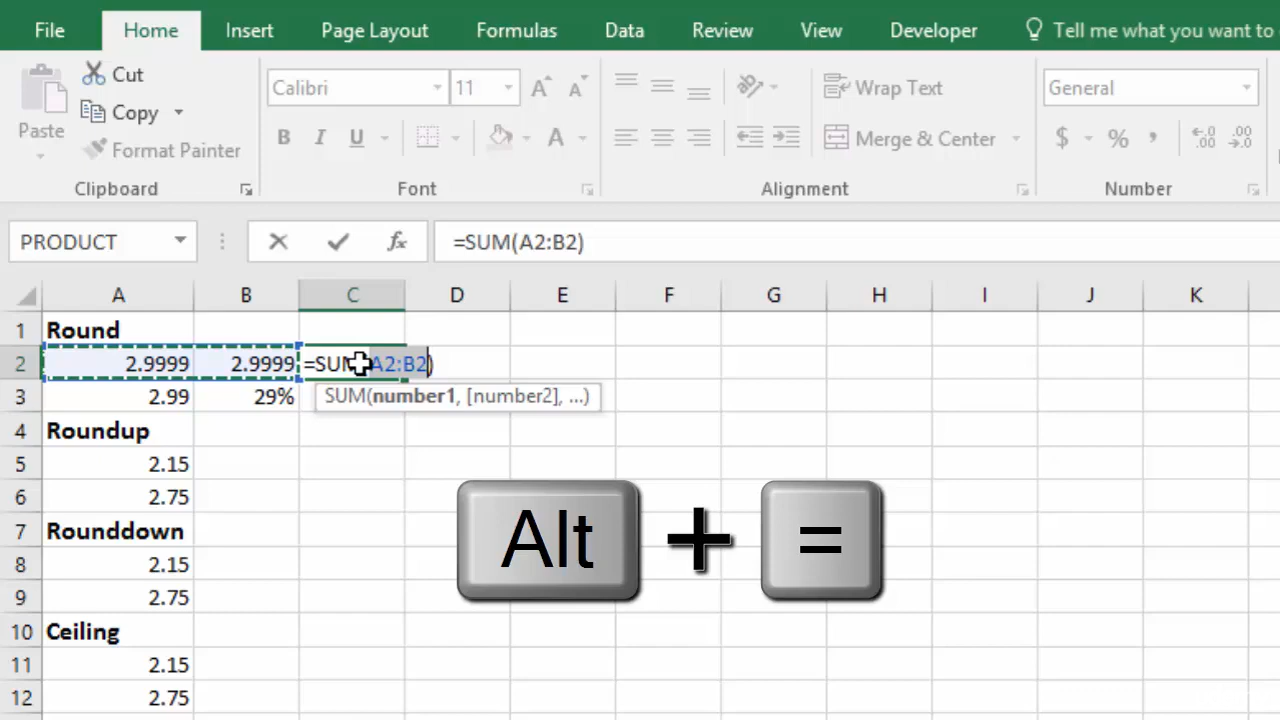 File Home Insert Page Layout Formulas Data Review View Developer Tell me what you want to
Cut
Copy
Paste
Format Painter
Clipboard
Calibri 11
B I U A
Font
Wrap Text
Merge & Center
Alignment
General
$ % , .00 .00
Number
PRODUCT fx =SUM(A2:B2)
A B C D E F G H I J K
1 Round
2 2.9999 2.9999 =SUM(A2:B2)
3 2.99 29% SUM(number1, [number2], ...)
4 Roundup
5 2.15
6 2.75
7 Rounddown
8 2.15
9 2.75
10 Ceiling
11 2.15
12 2.75
Alt + =